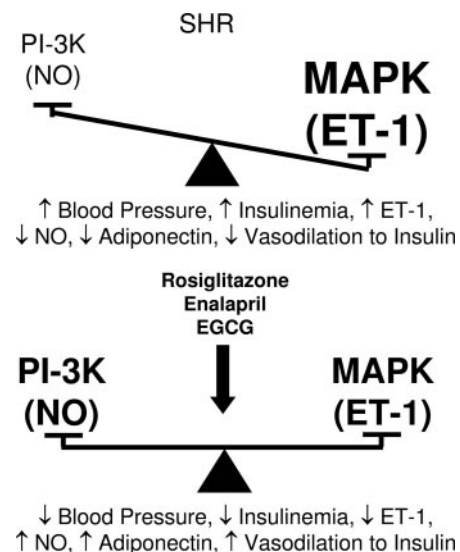 SHR
PI-3K
(NO)
MAPK
(ET-1)
↑ Blood Pressure, ↑ Insulinemia, ↑ ET-1,
↓ NO, ↓ Adiponectin, ↓ Vasodilation to Insulin
Rosiglitazone
Enalapril
EGCG
PI-3K
(NO)
MAPK
(ET-1)
↓ Blood Pressure, ↓ Insulinemia, ↓ ET-1,
↑ NO, ↑ Adiponectin, ↑ Vasodilation to Insulin